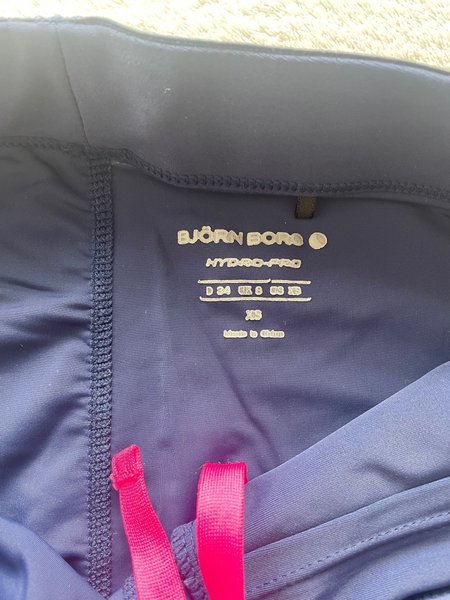 BJÖRN BORG
HYDRO-PRO
D 34 UK 8 US XS
XS
Made in China